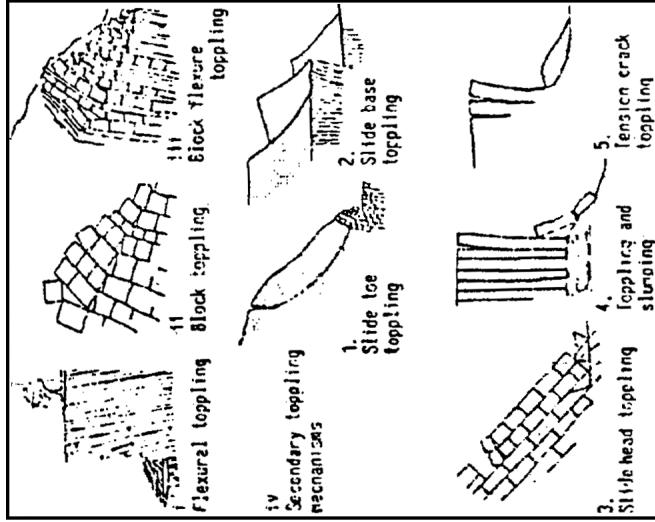 i
Flexural toppling
ii
Block toppling
iii
Block flexure
toppling
iv
Secondary toppling
mechanisms
1.
Slide toe
toppling
2.
Slide base
toppling
3.
Slide head toppling
4.
Toppling and
slumping
5.
Tension crack
toppling